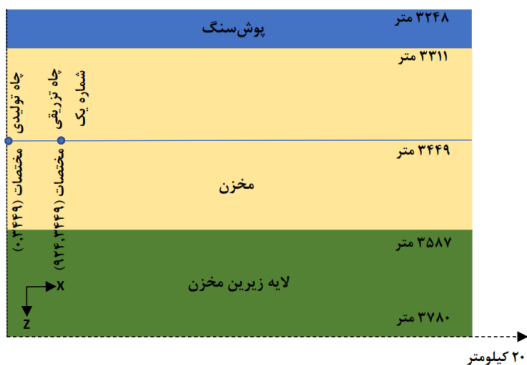 ۳۲۴۸ متر
پوش‌سنگ
۳۳۱۱ متر
چاه تولیدی
مختصات (۰,۳۴۴۹)
چاه تزریقی
شماره یک
مختصات (۹۲۴,۳۴۴۹)
۳۴۴۹ متر
مخزن
۳۵۸۷ متر
لایه زیرین مخزن
X
Z
۳۷۸۰ متر
۲۰ کیلومتر